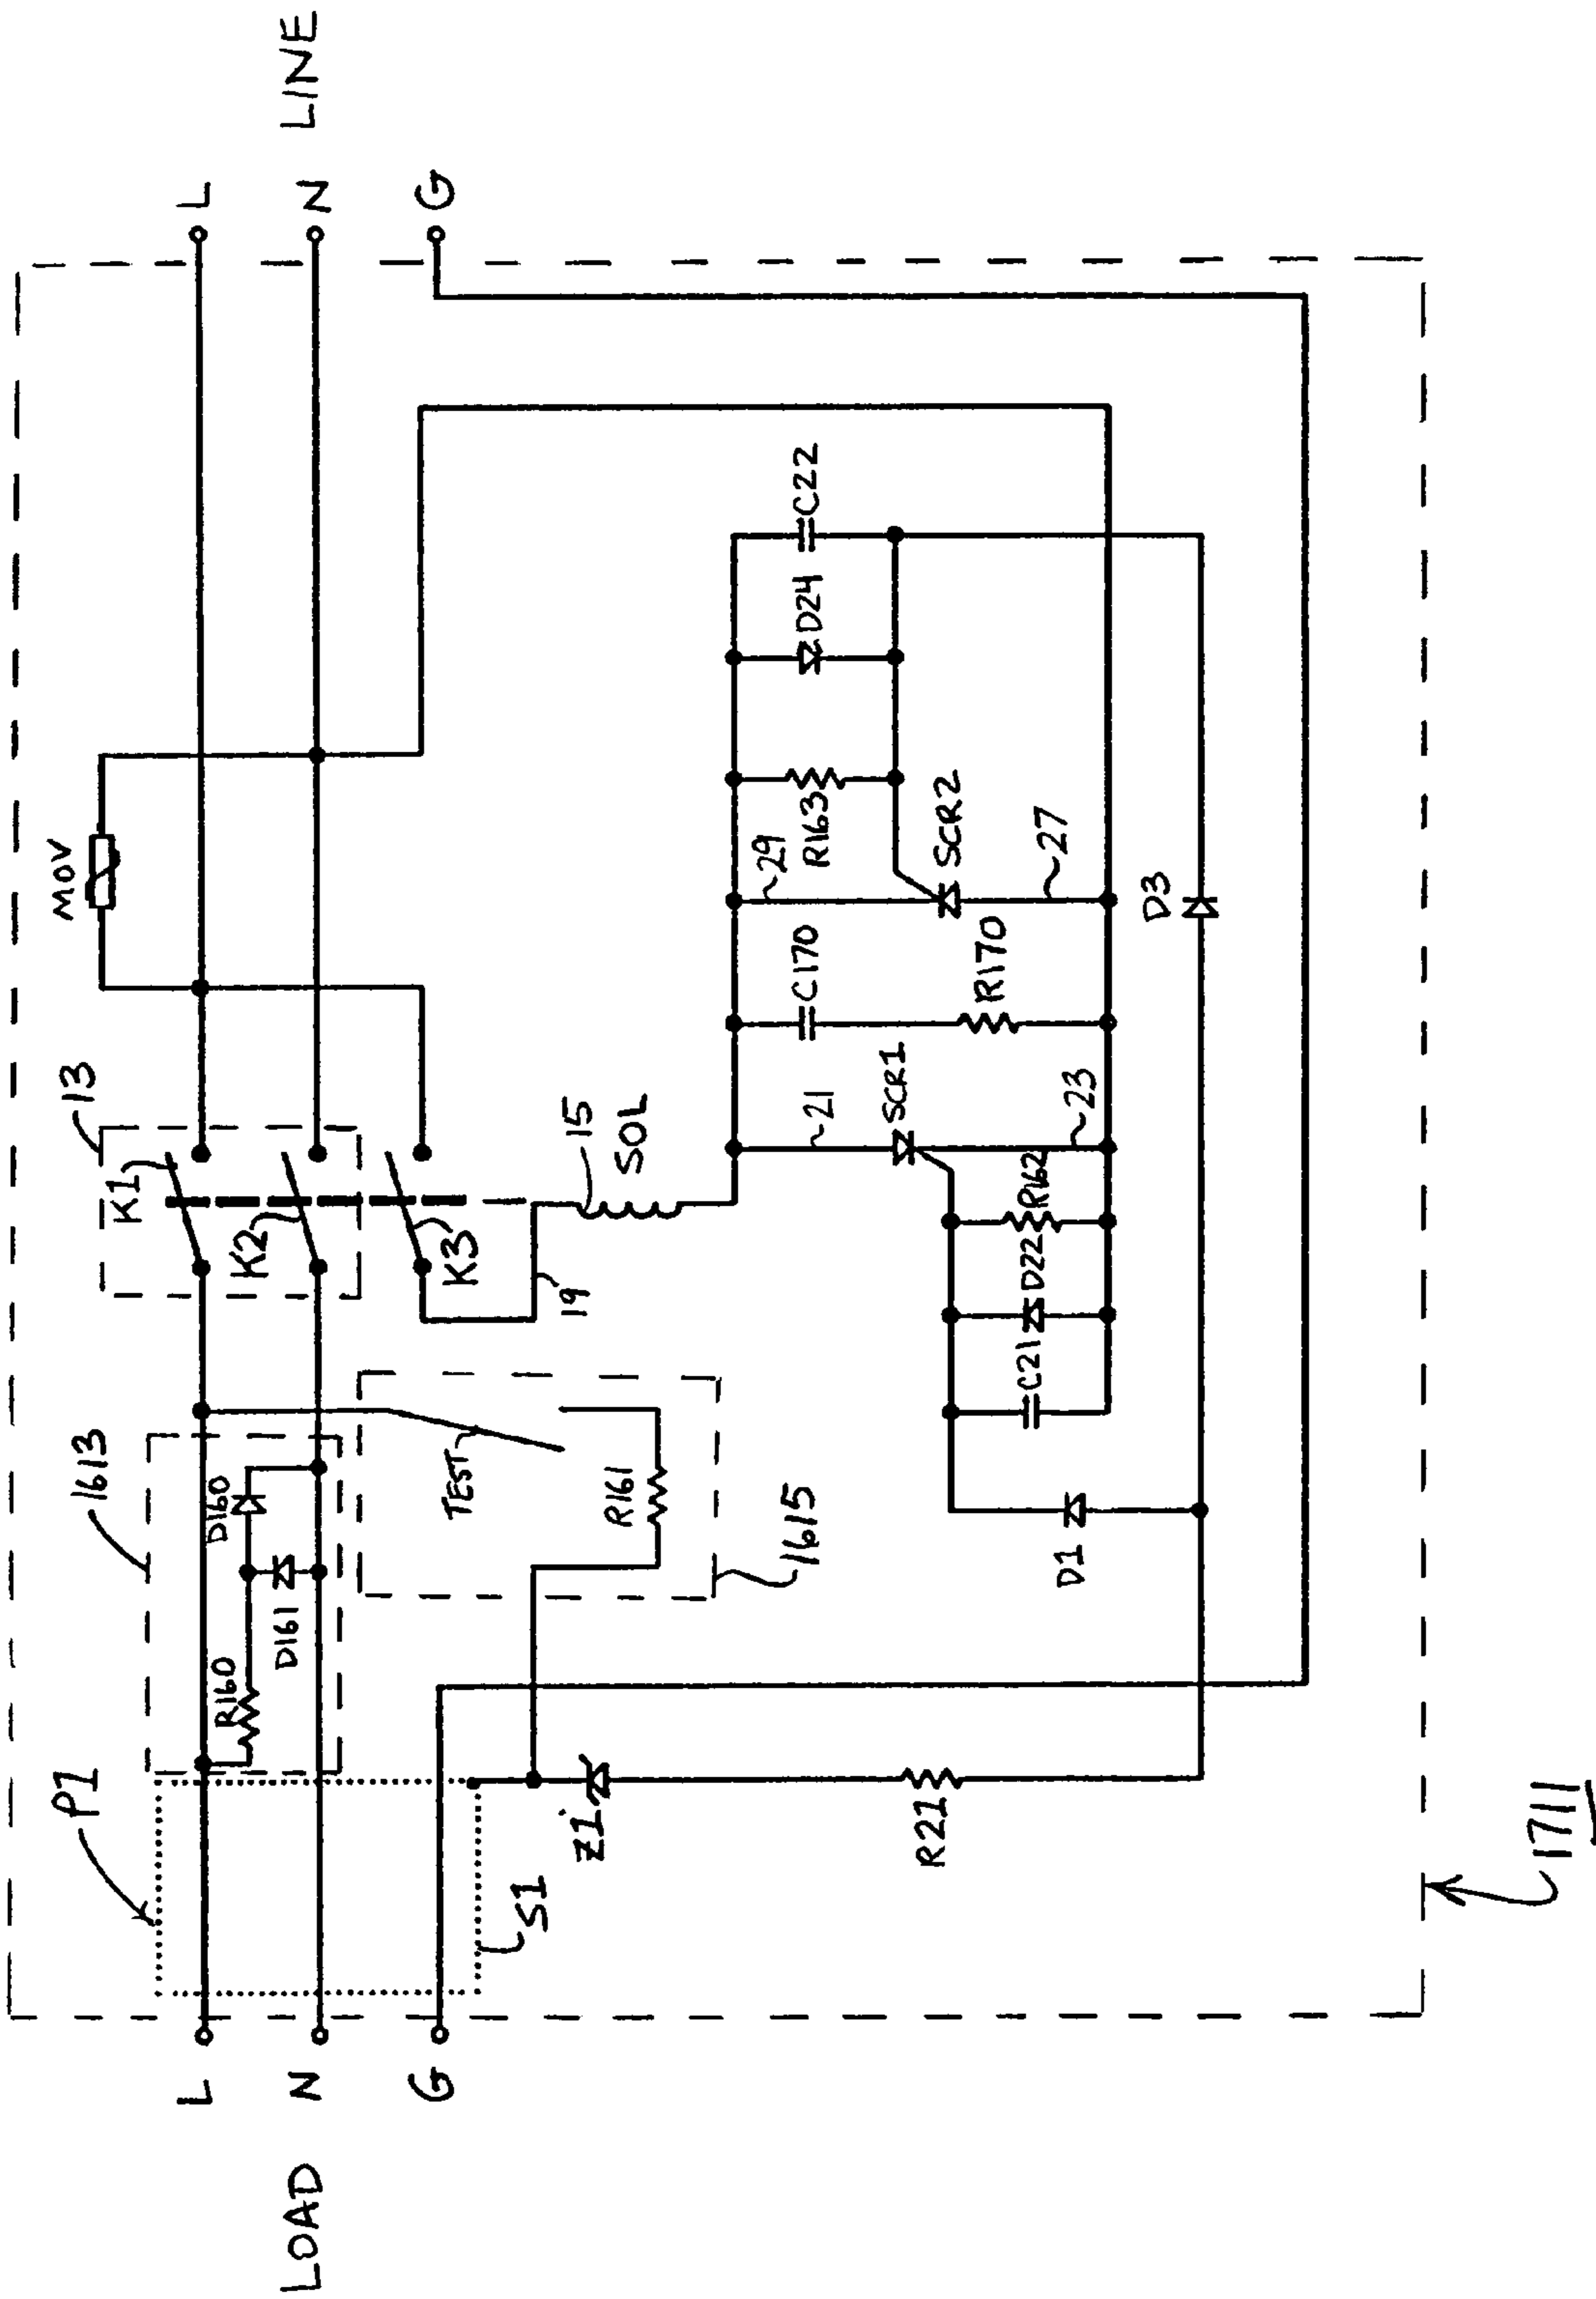 LINE
L
N
G
MOV
C22
D24
29
R163
SCR2
27
C170
R170
D3
13
K1
K2
K3
15
SOL
21
SCR1
23
19
R162
D22
C21
1613
D160
D161
R160
TEST
R161
1615
D1
P1
Z1
S1
R21
L
N
G
LOAD
1711